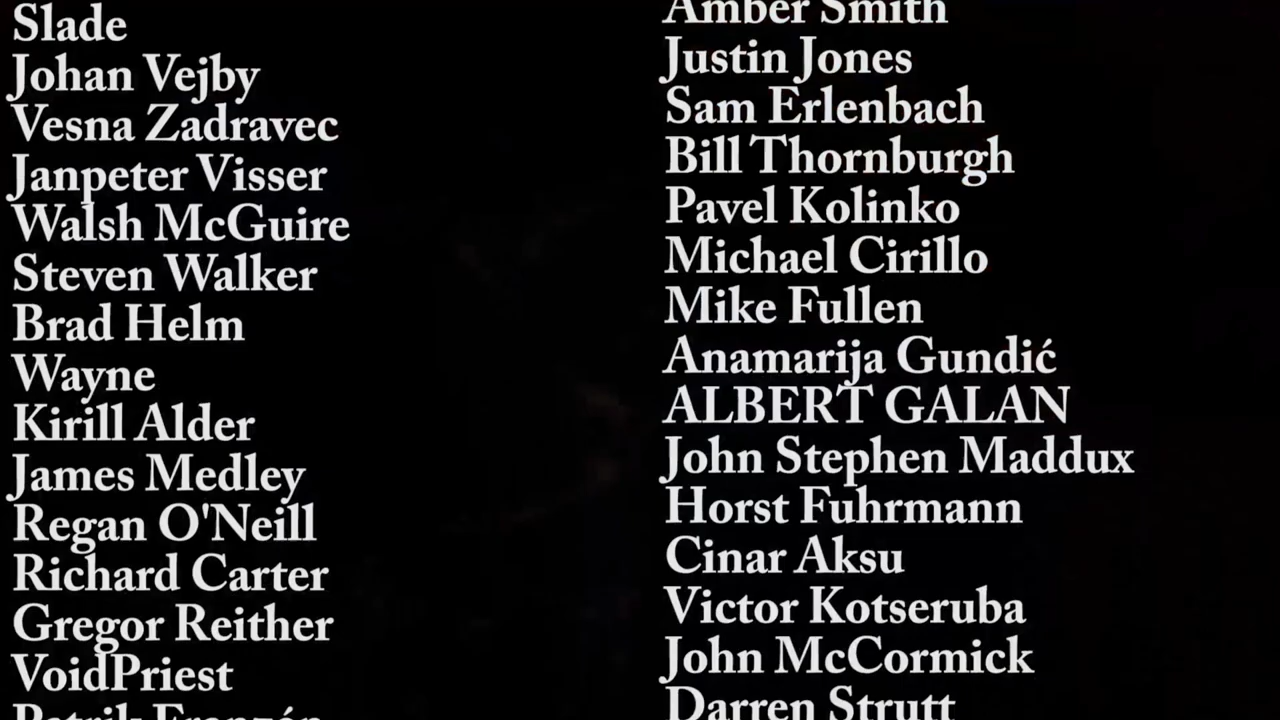 Slade
Johan Vejby
Vesna Zadravec
Janpeter Visser
Walsh McGuire
Steven Walker
Brad Helm
Wayne
Kirill Alder
James Medley
Regan O'Neill
Richard Carter
Gregor Reither
VoidPriest
Patrik Franzén
Amber Smith
Justin Jones
Sam Erlenbach
Bill Thornburgh
Pavel Kolinko
Michael Cirillo
Mike Fullen
Anamarija Gundić
ALBERT GALAN
John Stephen Maddux
Horst Fuhrmann
Cinar Aksu
Victor Kotseruba
John McCormick
Darren Strutt